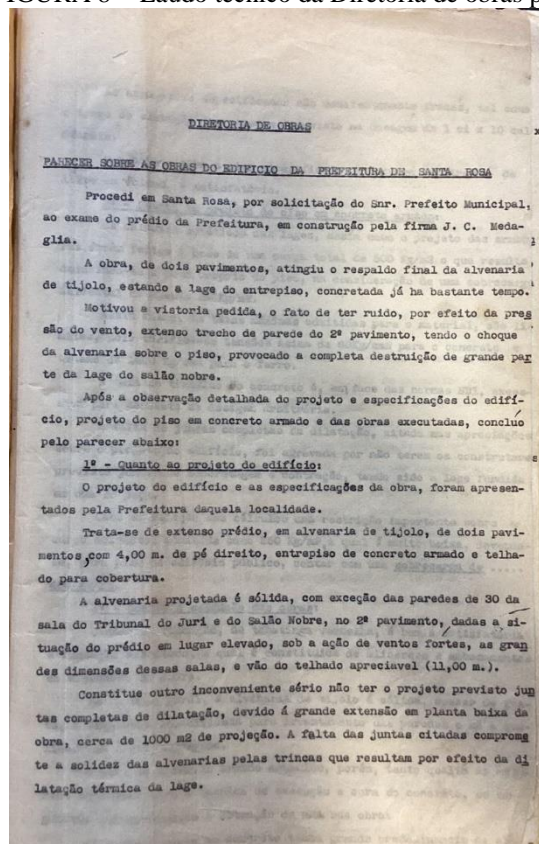 FIGURA 6 – Laudo técnico da Diretoria de obras p
DIRETORIA DE OBRAS
PARECER SOBRE AS OBRAS DO EDIFICIO DA PREFEITURA DE SANTA ROSA
Procedi em Santa Rosa, por solicitação do Snr. Prefeito Municipal,
ao exame do prédio da Prefeitura, em construção pela firma J. C. Meda-
glia.
A obra, de dois pavimentos, atingiu o respaldo final da alvenaria
de tijolo, estando a lage do entrepiso, concretada já ha bastante tempo.
Motivou a vistoria pedida, o fato de ter ruido, por efeito da pres
são do vento, extenso trecho de parede do 2º pavimento, tendo o choque
da alvenaria sobre o piso, provocado a completa destruição de grande par
te da lage do salão nobre.
Após a observação detalhada do projeto e especificações do edifí-
cio, projeto do piso em concreto armado e das obras executadas, concluo
pelo parecer abaixo:
1º - Quanto ao projeto do edifício:
O projeto do edifício e as especificações da obra, foram apresen-
tados pela Prefeitura daquela localidade.
Trata-se de extenso prédio, em alvenaria de tijolo, de dois pavi-
mentos, com 4,00 m. de pé direito, entrepiso de concreto armado e telha-
do para cobertura.
A alvenaria projetada é sólida, com exceção das paredes de 30 da
sala do Tribunal do Juri e do Salão Nobre, no 2º pavimento, dadas a si-
tuação do prédio em lugar elevado, sob a ação de ventos fortes, as gran
des dimensões dessas salas, e vão do telhado apreciavel (11,00 m.).
Constitue outro inconveniente sério não ter o projeto previsto jun
tas completas de dilatação, devido á grande extensão em planta baixa da
obra, cerca de 1000 m2 de projeção. A falta das juntas citadas comprome
te a solidez das alvenarias pelas trincas que resultam por efeito da di
latação térmica da lage.